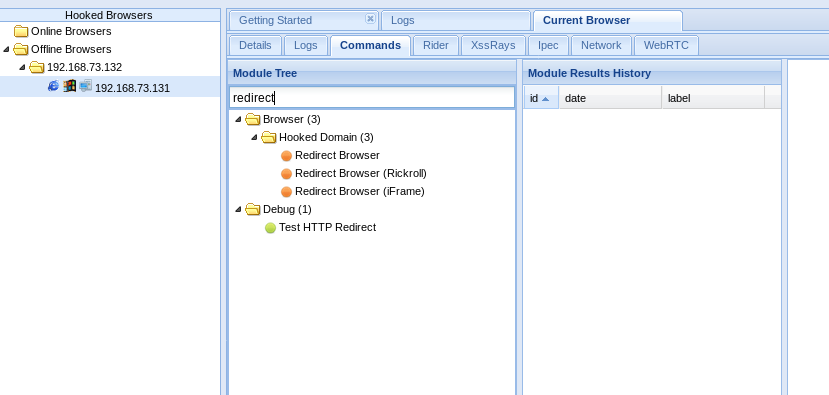 Hooked Browsers
Online Browsers
Offline Browsers
192.168.73.132
192.168.73.131
Getting Started
Logs
Current Browser
Details
Logs
Commands
Rider
XssRays
Ipec
Network
WebRTC
Module Tree
redirect
Browser (3)
Hooked Domain (3)
Redirect Browser
Redirect Browser (Rickroll)
Redirect Browser (iFrame)
Debug (1)
Test HTTP Redirect
Module Results History
id
date
label